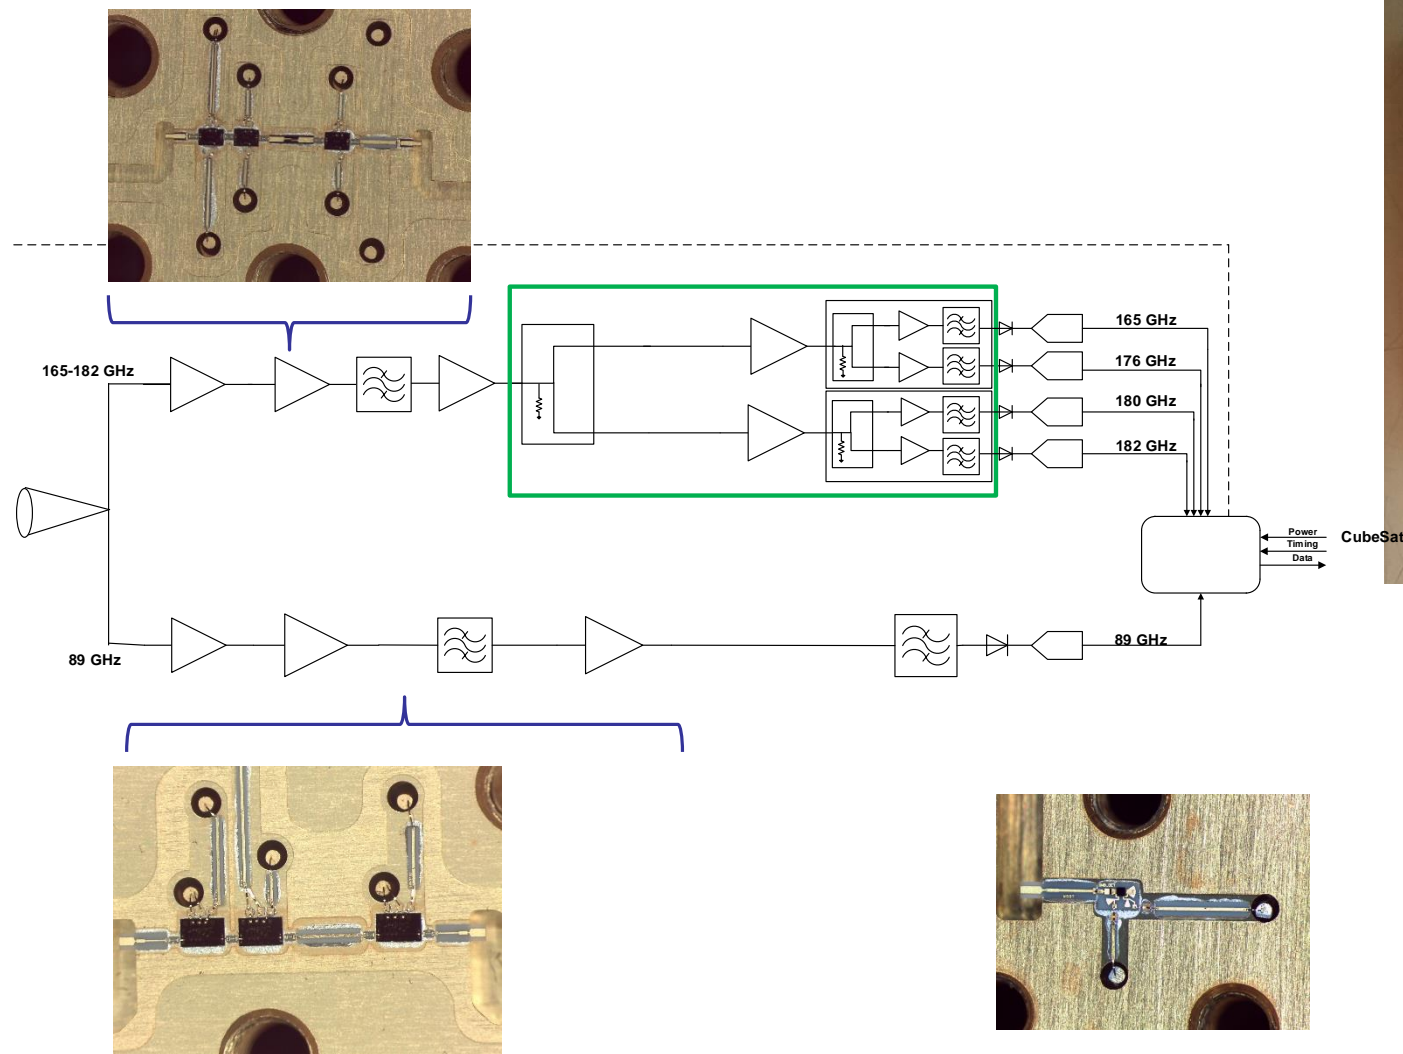 165-182 GHz
165 GHz
176 GHz
180 GHz
182 GHz
Power
Timing
Data
CubeSat
89 GHz
89 GHz